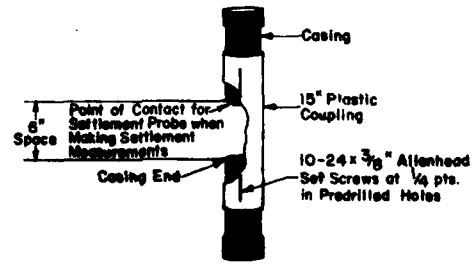 Casing
Point of Contact for
Settlement Probe when
Making Settlement
Measurements
6"
Space
15" Plastic
Coupling
Casing End
10-24 x 3/8" Allenhead
Set Screws at 1/4 pts.
in Predrilled Holes